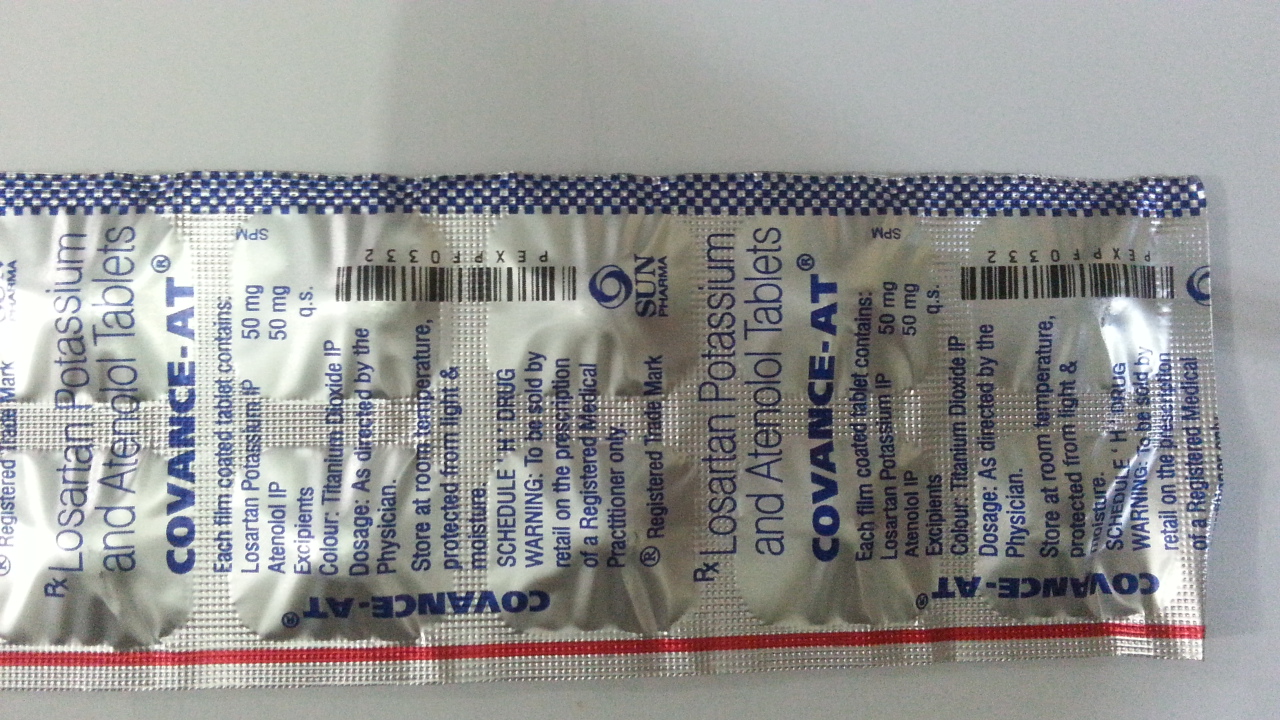 PHARMA
® Registered Trade Mark
Rx
Losartan Potassium
and Atenolol Tablets
COVANCE-AT®
Each film coated tablet contains:
Losartan Potassium IP 50 mg
Atenolol IP 50 mg
Excipients q.s.
Colour: Titanium Dioxide IP
Dosage: As directed by the
Physician.
Store at room temperature,
protected from light &
moisture.
SCHEDULE 'H' DRUG
WARNING: To be sold by
retail on the prescription
of a Registered Medical
Practitioner only.
® Registered Trade Mark
SPM
PEXPF0332
SUN
PHARMA
COVANCE-AT®
Rx
Losartan Potassium
and Atenolol Tablets
COVANCE-AT®
Each film coated tablet contains:
Losartan Potassium IP 50 mg
Atenolol IP 50 mg
Excipients q.s.
Colour: Titanium Dioxide IP
Dosage: As directed by the
Physician.
Store at room temperature,
protected from light &
moisture.
SCHEDULE 'H' DRUG
WARNING: To be sold by
retail on the prescription
of a Registered Medical
SPM
PEXPF0332
COVANCE-AT®